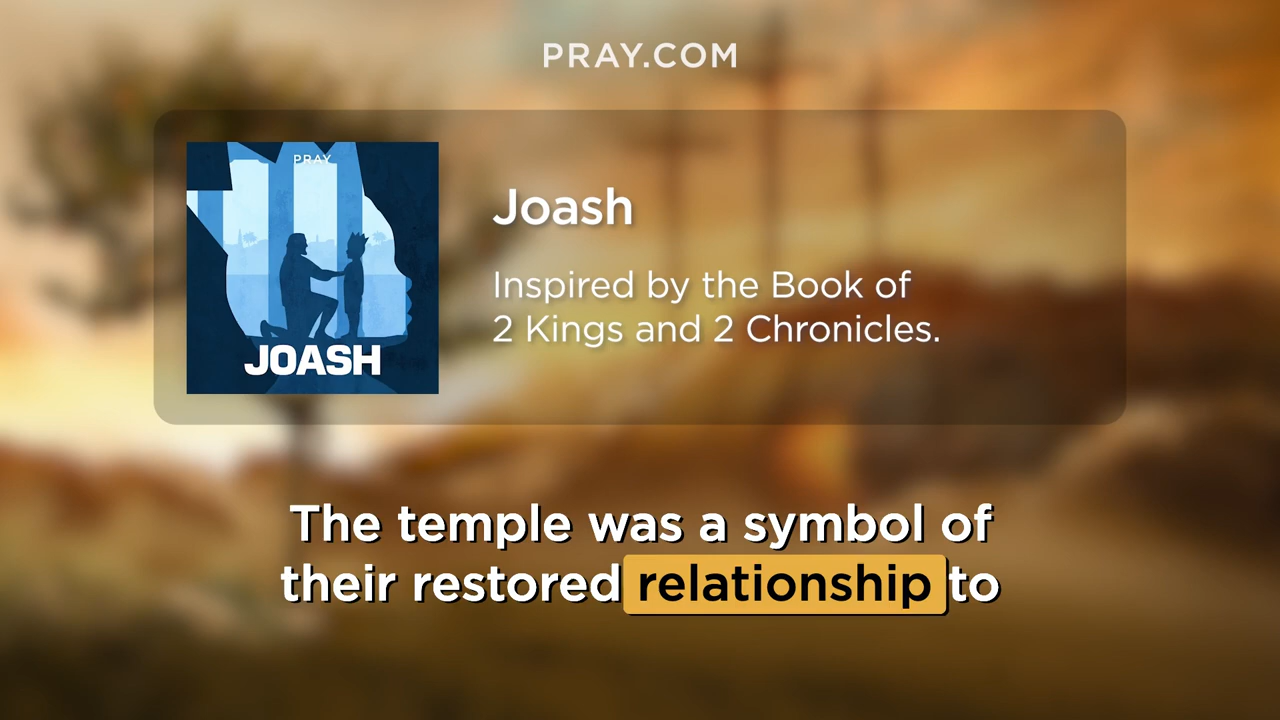 PRAY.COM
PRAY
JOASH
Joash
Inspired by the Book of
2 Kings and 2 Chronicles.
The temple was a symbol of
their restored relationship to